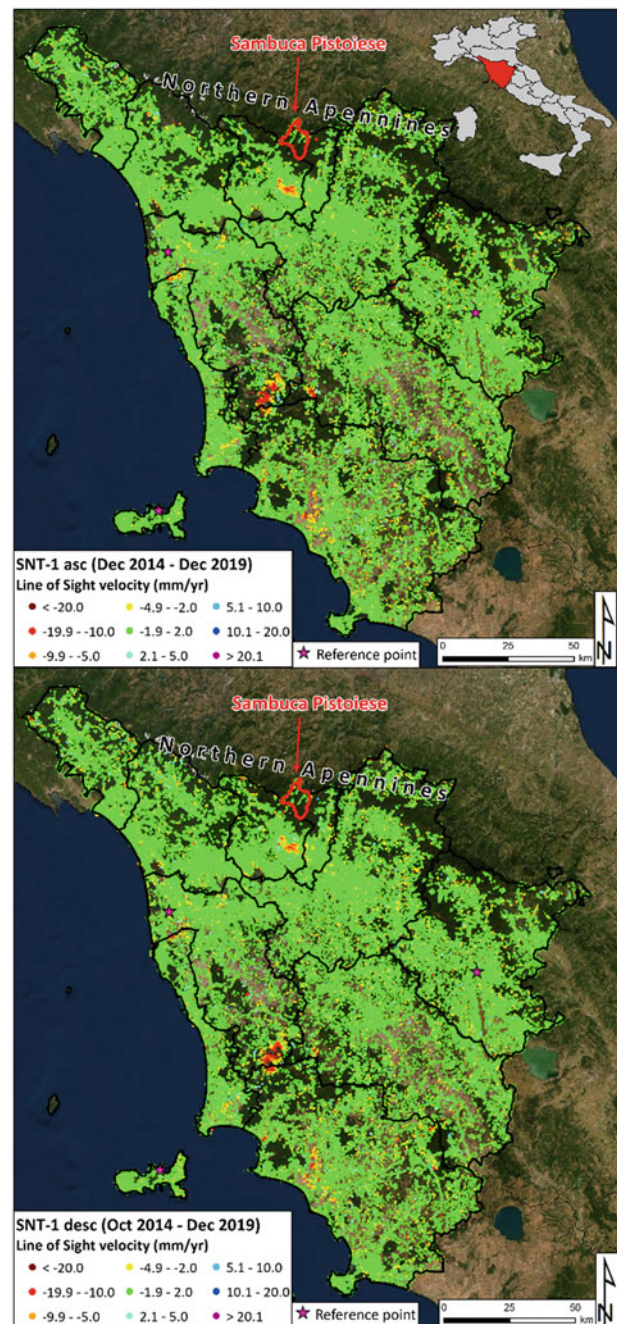 Sambuca Pistoiese
Northern Apennines
SNT-1 asc (Dec 2014 - Dec 2019)
Line of Sight velocity (mm/yr)
< -20.0
-4.9 - -2.0
5.1 - 10.0
-19.9 - -10.0
-1.9 - 2.0
10.1 - 20.0
-9.9 - -5.0
2.1 - 5.0
> 20.1
Reference point
0 25 50
km
N
Sambuca Pistoiese
Northern Apennines
SNT-1 desc (Oct 2014 - Dec 2019)
Line of Sight velocity (mm/yr)
< -20.0
-4.9 - -2.0
5.1 - 10.0
-19.9 - -10.0
-1.9 - 2.0
10.1 - 20.0
-9.9 - -5.0
2.1 - 5.0
> 20.1
Reference point
0 25 50
km
N